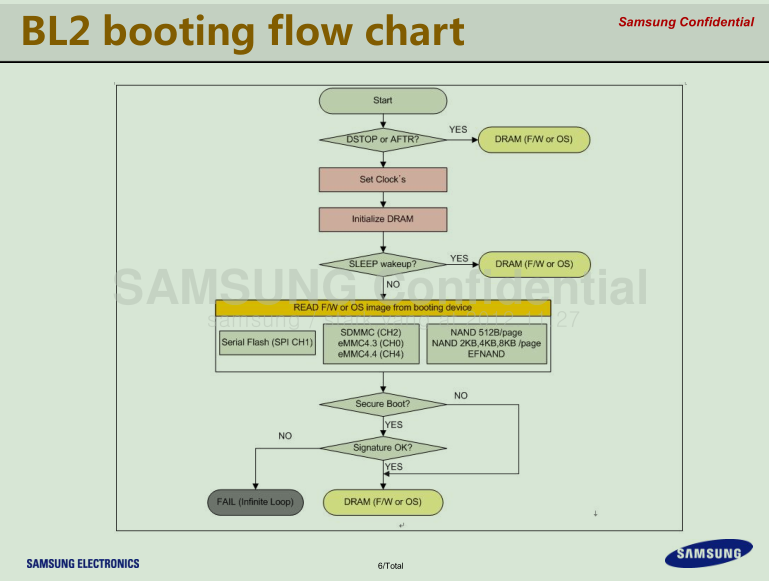 BL2 booting flow chart
Samsung Confidential
Start
DSTOP or AFTR?
YES
DRAM (F/W or OS)
Set Clock`s
Initialize DRAM
SLEEP wakeup?
YES
DRAM (F/W or OS)
NO
SAMSUNG Confidential
READ F/W or OS image from booting device
samsung /
27
Serial Flash (SPI CH1)
SDMMC (CH2)
eMMC4.3 (CH0)
eMMC4.4 (CH4)
NAND 512B/page
NAND 2KB,4KB,8KB /page
EFNAND
Secure Boot?
NO
YES
NO
Signature OK?
YES
FAIL (Infinite Loop)
DRAM (F/W or OS)
SAMSUNG ELECTRONICS
6/Total
SAMSUNG